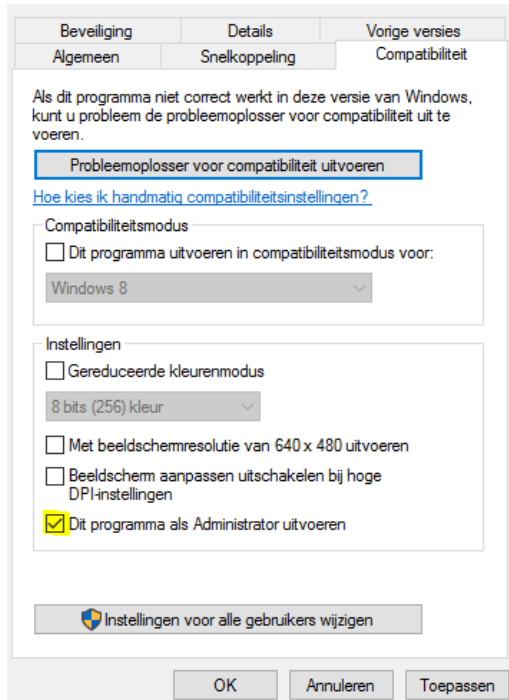 Beveiliging
Details
Vorige versies
Algemeen
Snelkoppeling
Compatibiliteit
Als dit programma niet correct werkt in deze versie van Windows,
kunt u probleem de probleemoplosser voor compatibiliteit uit te
voeren.
Probleemoplosser voor compatibiliteit uitvoeren
Hoe kies ik handmatig compatibiliteitsinstellingen?
Compatibiliteitsmodus
Dit programma uitvoeren in compatibiliteitsmodus voor:
Windows 8
Instellingen
Gereduceerde kleurenmodus
8 bits (256) kleur
Met beeldschermresolutie van 640 x 480 uitvoeren
Beeldscherm aanpassen uitschakelen bij hoge
DPI-instellingen
Dit programma als Administrator uitvoeren
Instellingen voor alle gebruikers wijzigen
OK
Annuleren
Toepassen